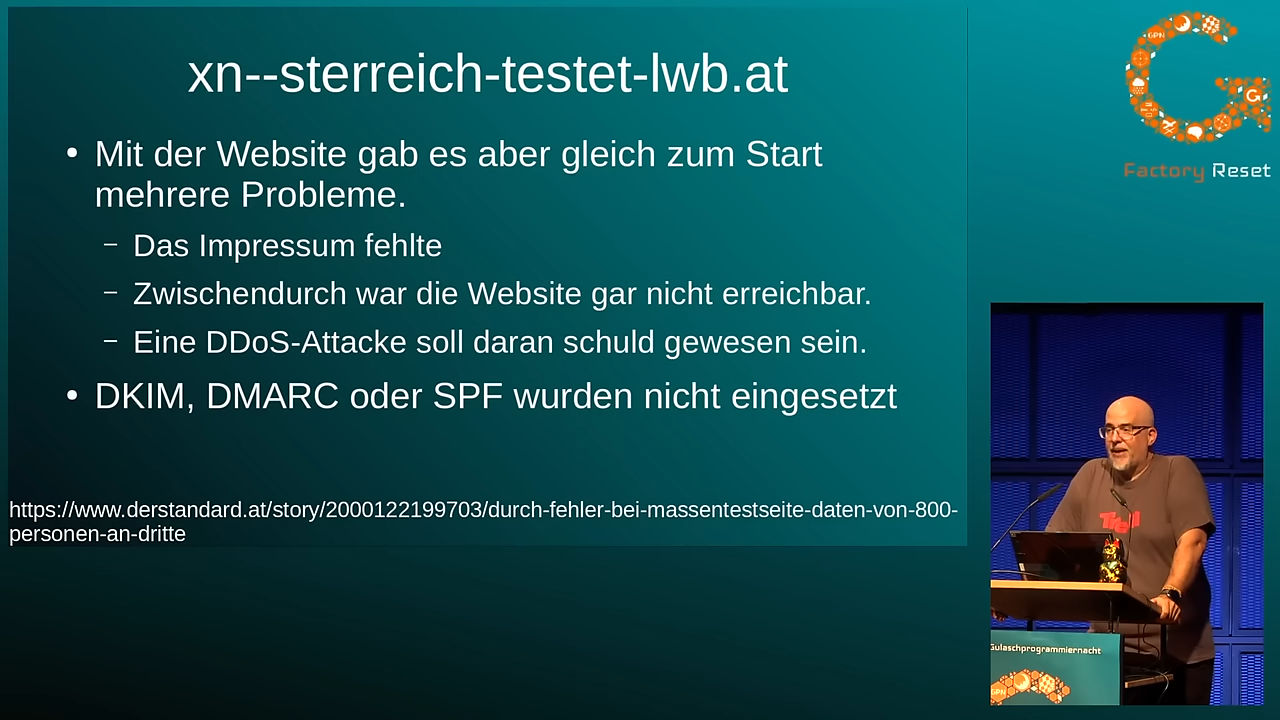 xn--sterreich-testet-lwb.at
Mit der Website gab es aber gleich zum Start
mehrere Probleme.
Das Impressum fehlte
Zwischendurch war die Website gar nicht erreichbar.
Eine DDoS-Attacke soll daran schuld gewesen sein.
DKIM, DMARC oder SPF wurden nicht eingesetzt
https://www.derstandard.at/story/2000122199703/durch-fehler-bei-massentestseite-daten-von-800-
personen-an-dritte
GPN
G
Factory Reset
Gulaschprogrammiernacht
GPN